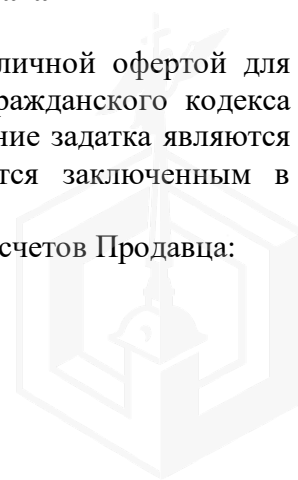 личной офертой для
ражданского кодекса
ние задатка являются
тся заключенным в
счетов Продавца: